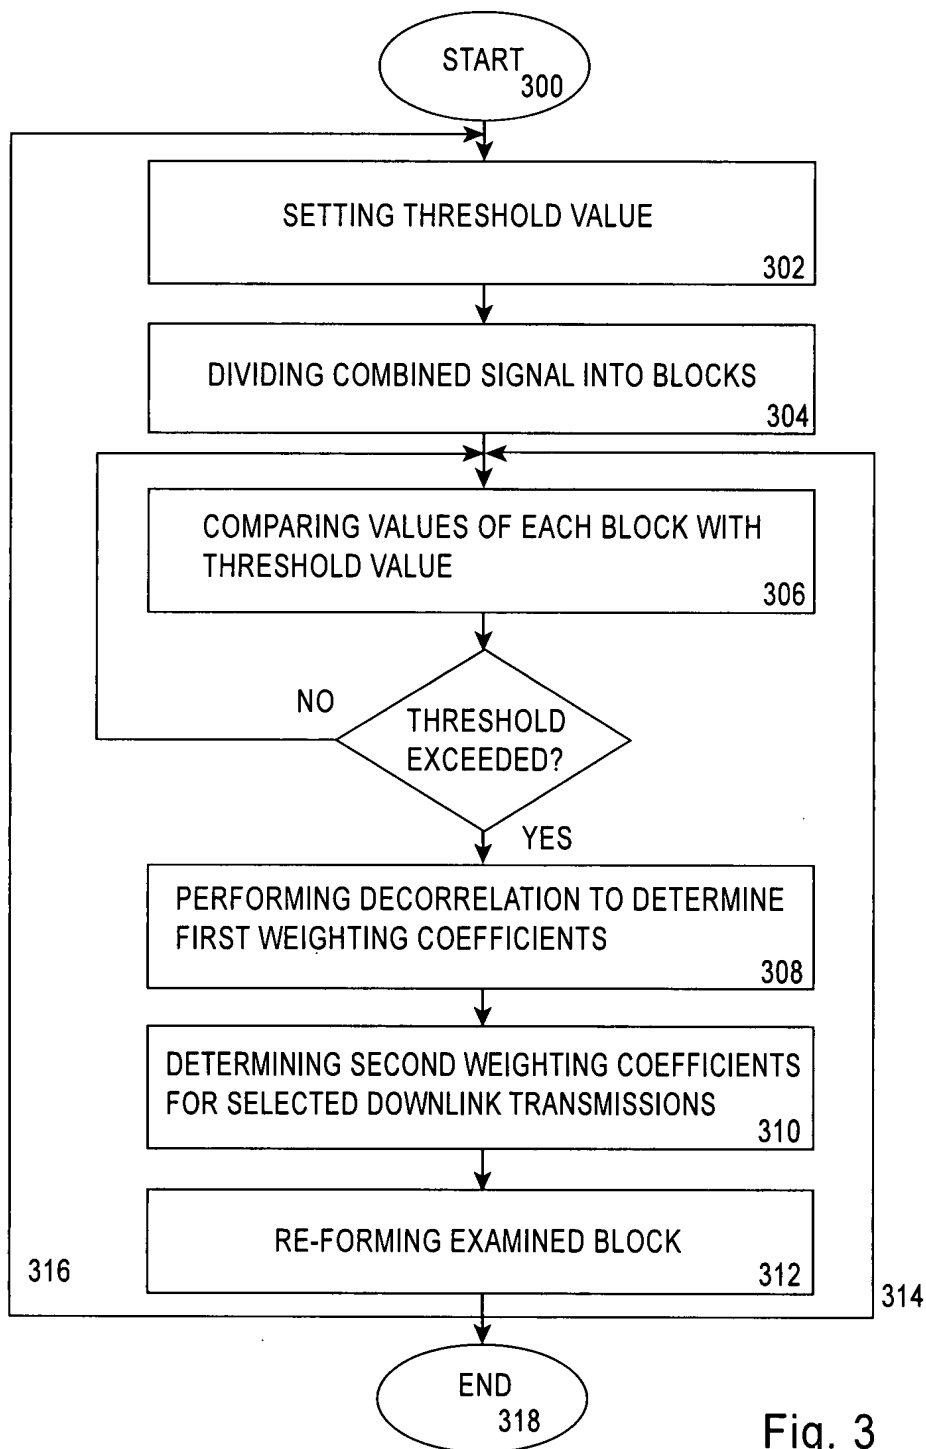 START
300
SETTING THRESHOLD VALUE
302
DIVIDING COMBINED SIGNAL INTO BLOCKS
304
COMPARING VALUES OF EACH BLOCK WITH
THRESHOLD VALUE
306
NO
THRESHOLD
EXCEEDED?
YES
PERFORMING DECORRELATION TO DETERMINE
FIRST WEIGHTING COEFFICIENTS
308
DETERMINING SECOND WEIGHTING COEFFICIENTS
FOR SELECTED DOWNLINK TRANSMISSIONS
310
RE-FORMING EXAMINED BLOCK
312
316
314
END
318
Fig. 3